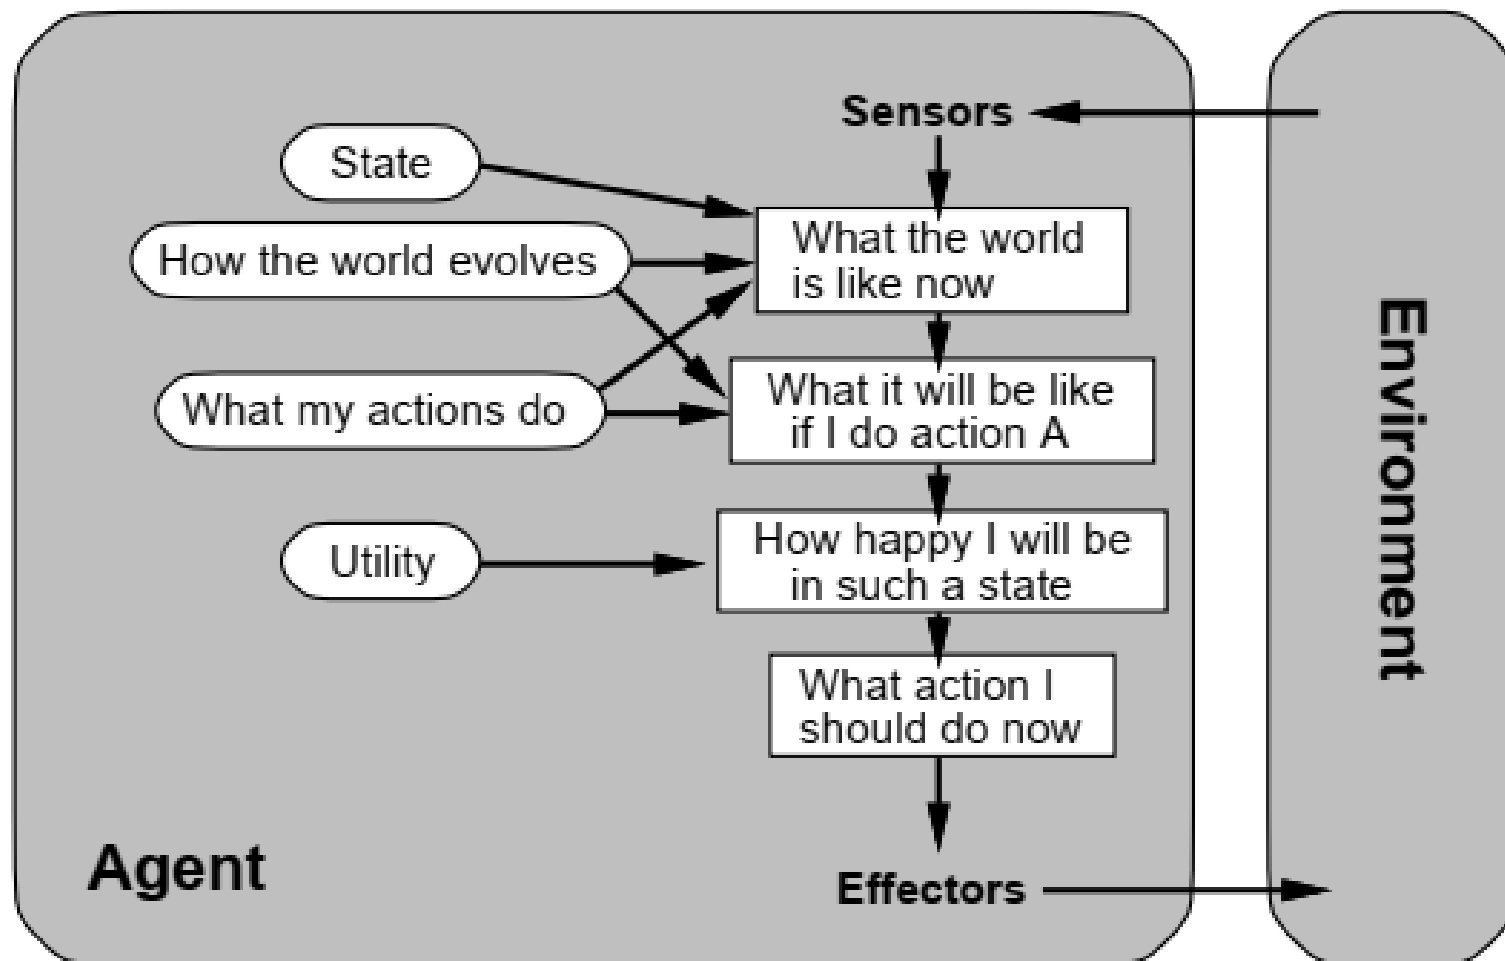 Sensors
State
What the world
is like now
How the world evolves
What my actions do
What it will be like
if I do action A
Utility
How happy I will be
in such a state
What action I
should do now
Agent
Effectors
Environment